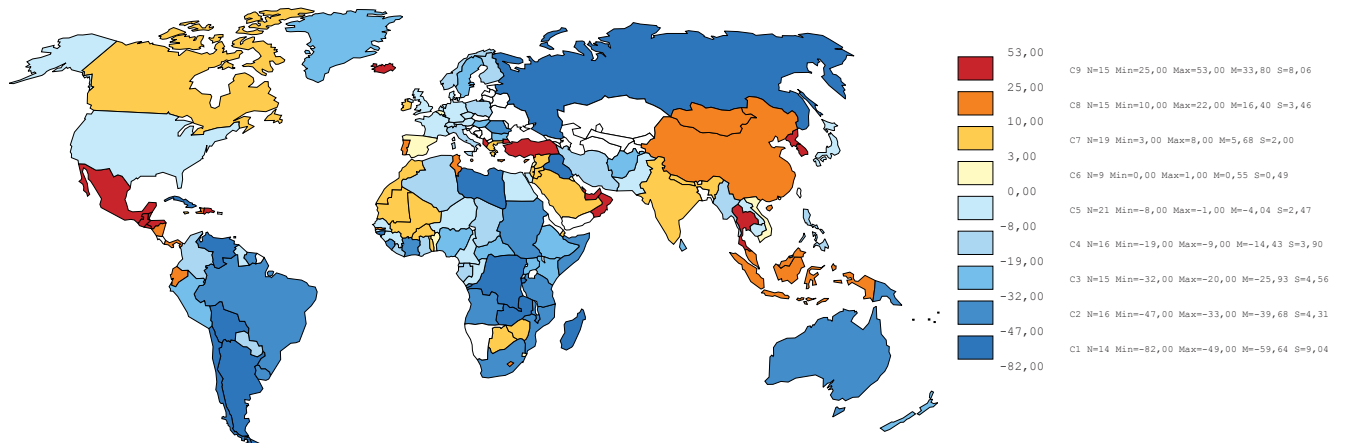 53,00
C9 N=15 Min=25,00 Max=53,00 M=33,80 S=8,06
25,00
C8 N=15 Min=10,00 Max=22,00 M=16,40 S=3,46
10,00
C7 N=19 Min=3,00 Max=8,00 M=5,68 S=2,00
3,00
C6 N=9 Min=0,00 Max=1,00 M=0,55 S=0,49
0,00
C5 N=21 Min=-8,00 Max=-1,00 M=-4,04 S=2,47
-8,00
C4 N=16 Min=-19,00 Max=-9,00 M=-14,43 S=3,90
-19,00
C3 N=15 Min=-32,00 Max=-20,00 M=-25,93 S=4,56
-32,00
C2 N=16 Min=-47,00 Max=-33,00 M=-39,68 S=4,31
-47,00
C1 N=14 Min=-82,00 Max=-49,00 M=-59,64 S=9,04
-82,00